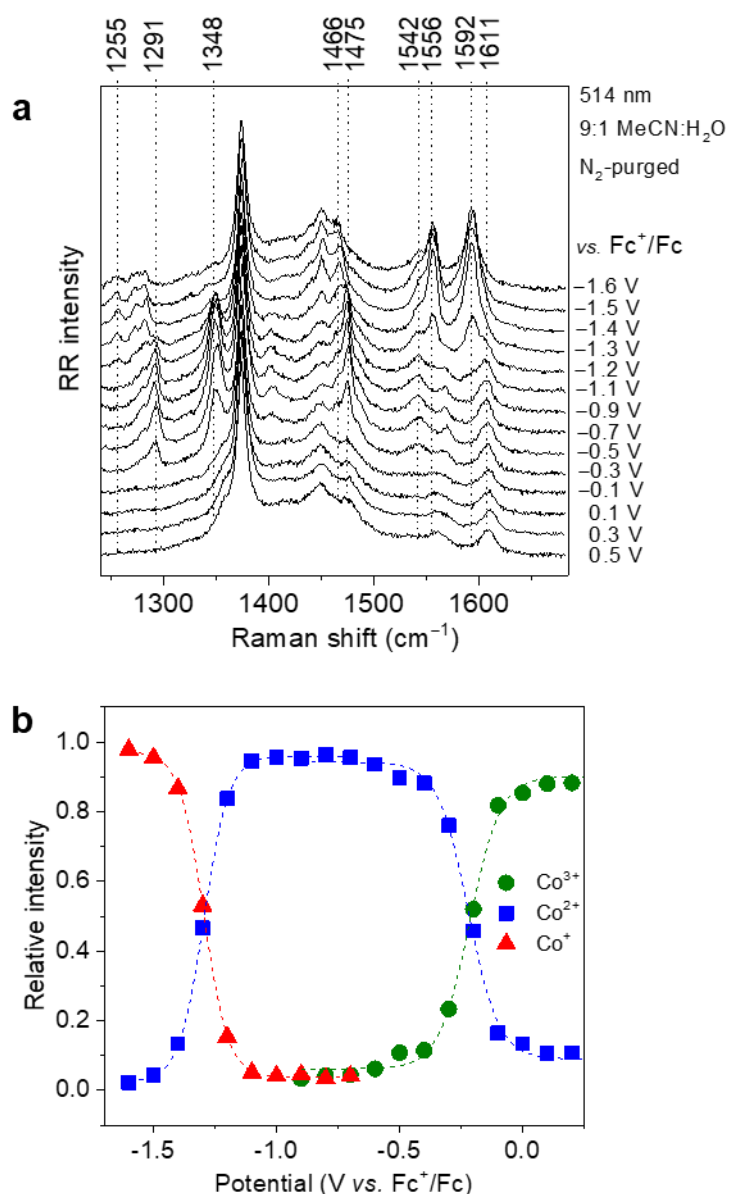 1255 1291 1348 1466 1475 1542 1556 1592 1611
a
514 nm
9:1 MeCN:H₂O
N₂-purged
vs. Fc⁺/Fc
−1.6 V
−1.5 V
−1.4 V
−1.3 V
−1.2 V
−1.1 V
−0.9 V
−0.7 V
−0.5 V
−0.3 V
−0.1 V
0.1 V
0.3 V
0.5 V
RR intensity
1300 1400 1500 1600
Raman shift (cm⁻¹)
b
1.0
0.8
0.6
0.4
0.2
0.0
Relative intensity
Co³⁺
Co²⁺
Co⁺
-1.5 -1.0 -0.5 0.0
Potential (V vs. Fc⁺/Fc)